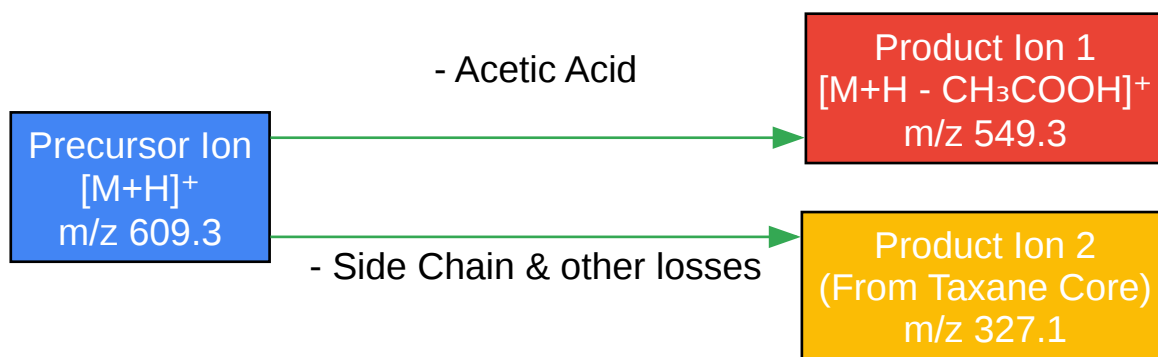 - Acetic Acid
Product Ion 1
[M+H - CH₃COOH]⁺
m/z 549.3
Precursor Ion
[M+H]⁺
m/z 609.3
- Side Chain & other losses
Product Ion 2
(From Taxane Core)
m/z 327.1